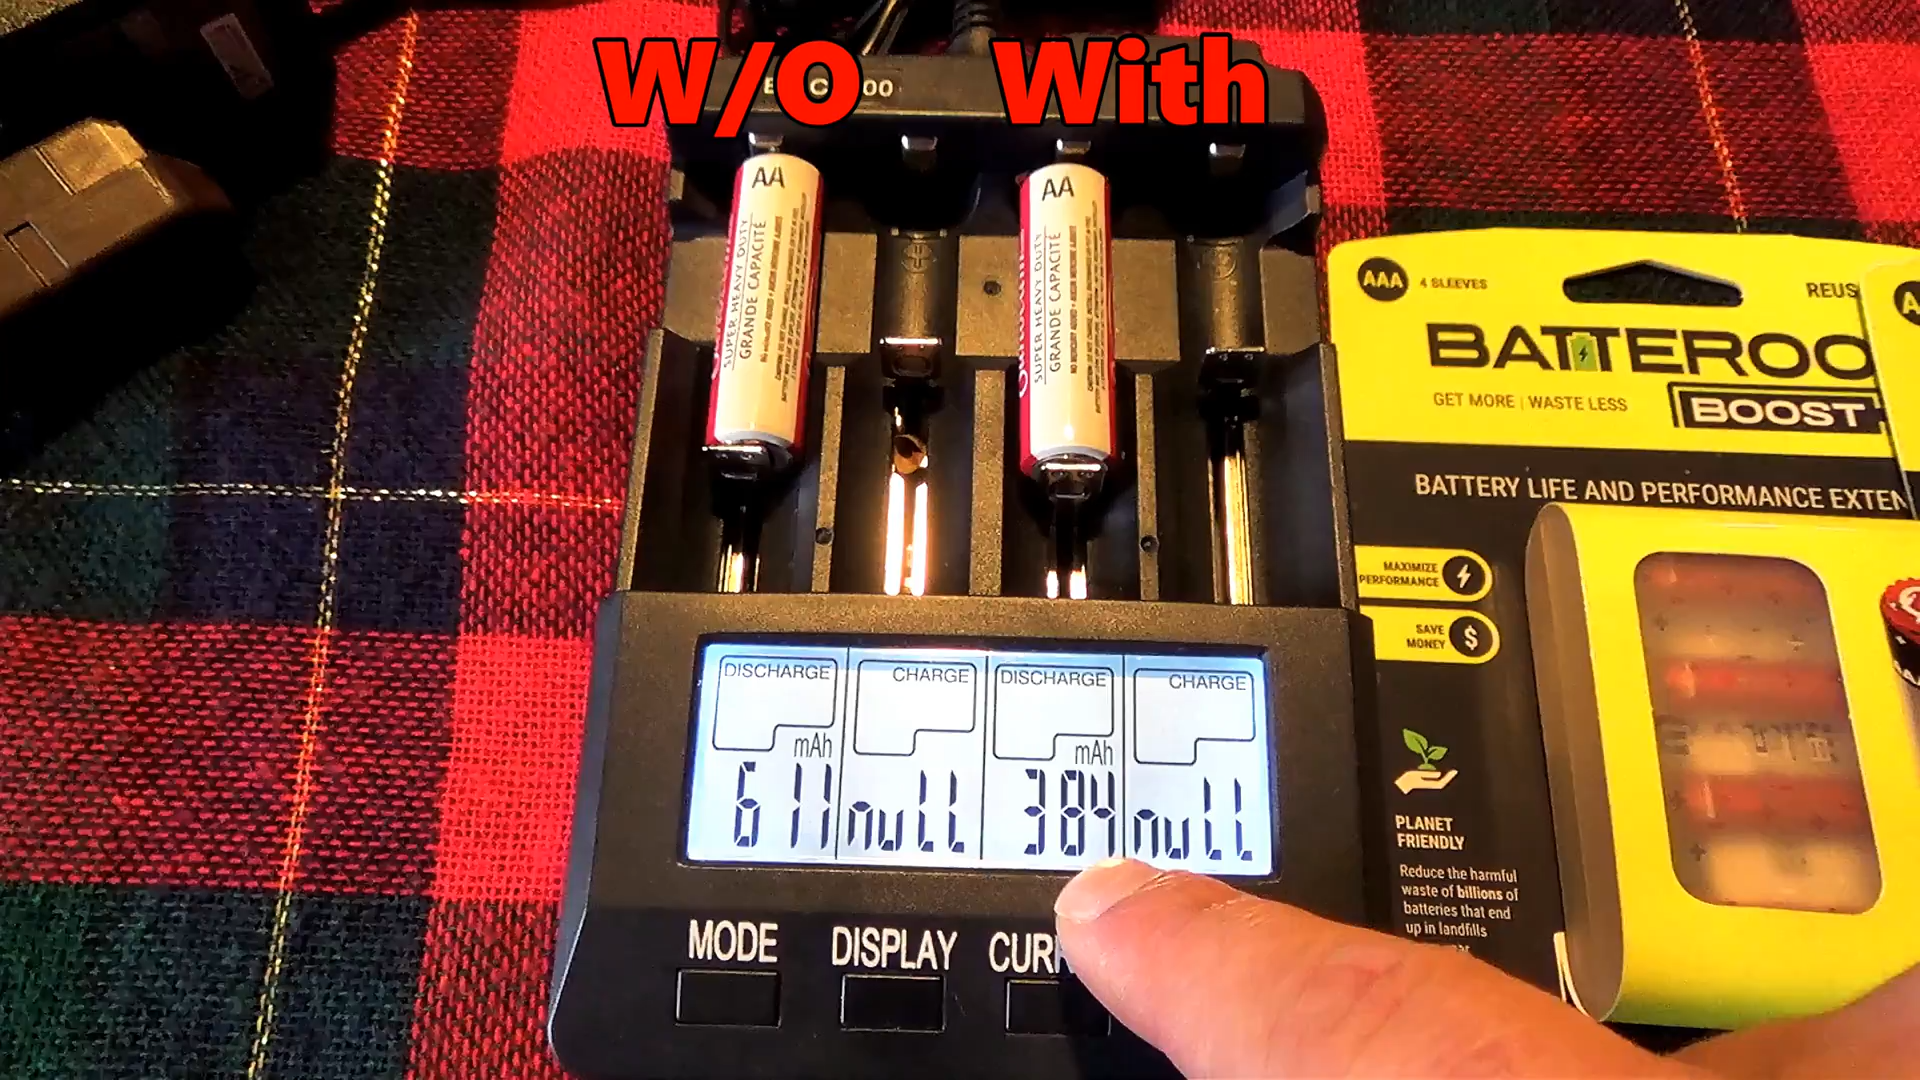 W/O With
00
AA
SUPER HEAVY DUTY
GRANDE CAPACITÉ
AA
SUPER HEAVY DUTY
GRANDE CAPACITÉ
DISCHARGE CHARGE DISCHARGE CHARGE
mAh mAh
611 null 384 null
MODE DISPLAY CURR
AAA 4 SLEEVES REUS
BATTEROO
GET MORE | WASTE LESS
BOOST
BATTERY LIFE AND PERFORMANCE EXTEN
MAXIMIZE
PERFORMANCE
SAVE
MONEY $
PLANET
FRIENDLY
Reduce the harmful
waste of billions of
batteries that end
up in landfills